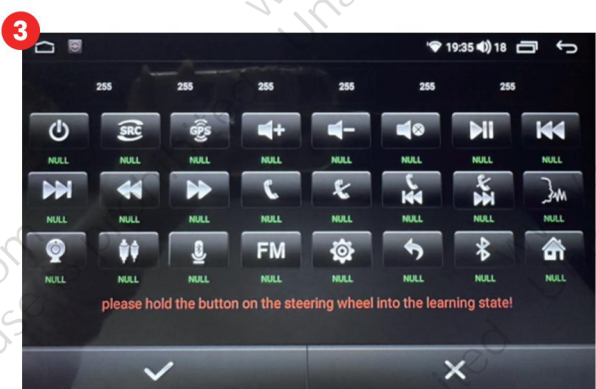 3
19:35 18
255 255 255 255 255 255
SRC GPS
NULL NULL NULL NULL NULL NULL NULL NULL
NULL NULL NULL NULL NULL NULL NULL NULL
FM
NULL NULL NULL NULL NULL NULL NULL NULL
please hold the button on the steering wheel into the learning state!